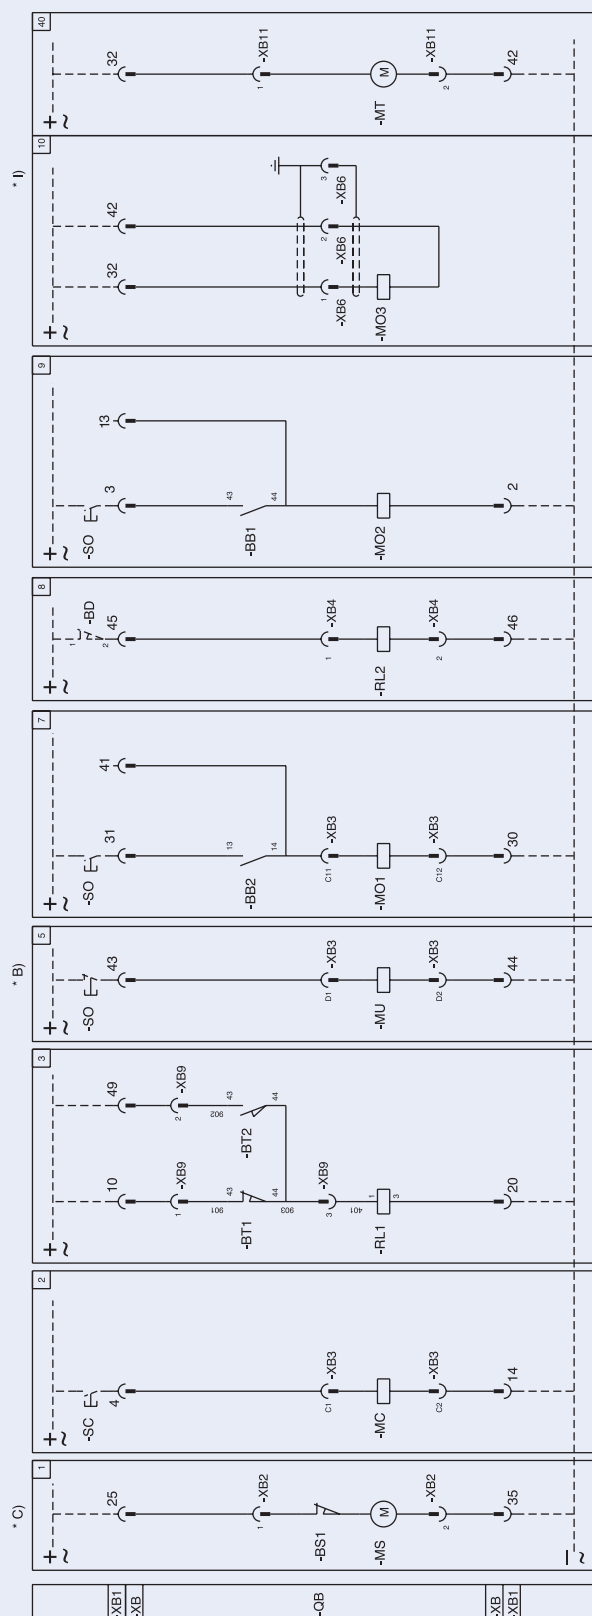 40
+ ~
32
-XB11
1
-MT
M
-XB11
2
42
* I)
10
+ ~
42
32
3
-XB6
2
-XB6
1
-XB6
-MO3
9
+ ~
-SO
3
13
43
44
-BB1
-MO2
2
8
+ ~
1
2
-BD
45
-XB4
1
-RL2
-XB4
2
46
7
+ ~
-SO
31
41
13
14
-BB2
-XB3
C11
-MO1
-XB3
C12
30
* B)
5
+ ~
-SO
43
-XB3
D1
-MU
-XB3
D2
44
3
+ ~
49
10
-XB9
2
902
43
44
-BT2
-XB9
1
901
43
44
-BT1
903
-XB9
3
401
1
3
-RL1
20
2
+ ~
-SC
4
-XB3
C1
-MC
-XB3
C2
14
* C)
1
+ ~
25
-XB2
1
-BS1
-MS
M
-XB2
2
35
– ~
-XB1
-XB
-QB
-XB
-XB1